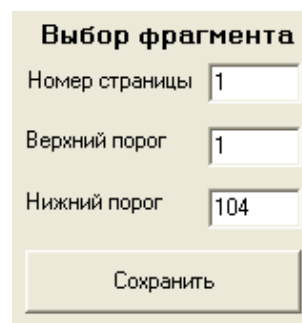 Выбор фрагмента
Номер страницы 1
Верхний порог 1
Нижний порог 104
Сохранить